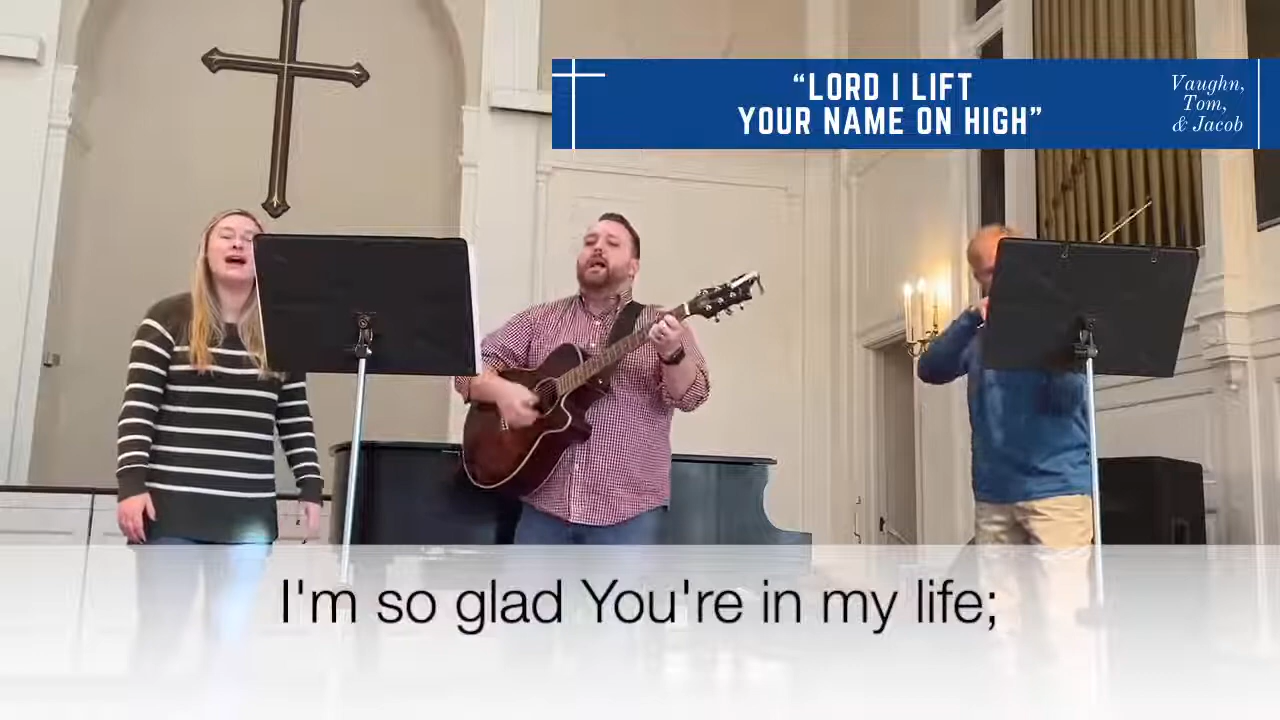 “LORD I LIFT
YOUR NAME ON HIGH”
Vaughn,
Tom,
& Jacob
I'm so glad You're in my life;